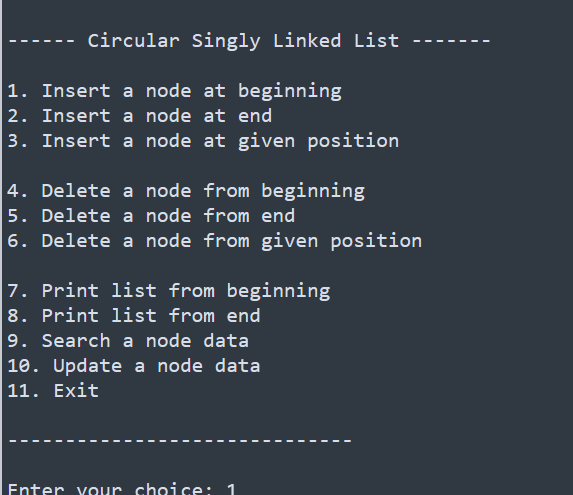 ------ Circular Singly Linked List -------
1. Insert a node at beginning
2. Insert a node at end
3. Insert a node at given position
4. Delete a node from beginning
5. Delete a node from end
6. Delete a node from given position
7. Print list from beginning
8. Print list from end
9. Search a node data
10. Update a node data
11. Exit
------------------------------
Enter your choice: 1